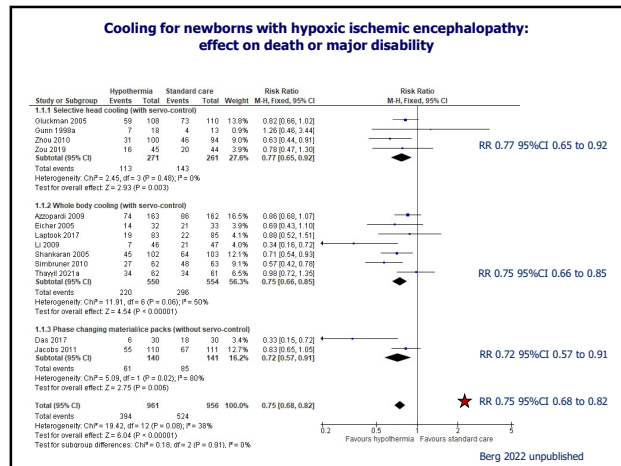 Cooling for newborns with hypoxic ischemic encephalopathy:
effect on death or major disability
Hypothermia Standard care Risk Ratio Risk Ratio
Study or Subgroup Events Total Events Total Weight M-H, Fixed, 95% CI M-H, Fixed, 95% CI
1.1.1 Selective head cooling (with servo-control)
Gluckman 2005 59 108 73 110 13.8% 0.82 [0.66, 1.02]
Gunn 1998a 7 18 4 13 0.9% 1.26 [0.46, 3.44]
Zhou 2010 31 100 46 94 9.0% 0.63 [0.44, 0.91]
Zou 2019 16 45 20 44 3.8% 0.78 [0.47, 1.30]
Subtotal (95% CI) 271 261 27.6% 0.77 [0.65, 0.92]
RR 0.77 95%CI 0.65 to 0.92
Total events 113 143
Heterogeneity: Chi² = 2.45, df = 3 (P = 0.48); I² = 0%
Test for overall effect: Z = 2.93 (P = 0.003)
1.1.2 Whole body cooling (with servo-control)
Azzopardi 2009 74 163 86 162 16.5% 0.86 [0.68, 1.07]
Eicher 2005 14 32 21 33 3.9% 0.69 [0.43, 1.10]
Laptook 2017 19 83 22 85 4.1% 0.88 [0.52, 1.51]
Li 2009 7 46 21 47 4.0% 0.34 [0.16, 0.72]
Shankaran 2005 45 102 64 103 12.1% 0.71 [0.54, 0.93]
Simbruner 2010 27 62 48 63 9.1% 0.57 [0.42, 0.78]
Thayyil 2021a 34 62 34 61 6.5% 0.98 [0.72, 1.35]
Subtotal (95% CI) 550 554 56.3% 0.75 [0.66, 0.85]
RR 0.75 95%CI 0.66 to 0.85
Total events 220 296
Heterogeneity: Chi² = 11.91, df = 6 (P = 0.06); I² = 50%
Test for overall effect: Z = 4.54 (P < 0.00001)
1.1.3 Phase changing material/ice packs (without servo-control)
Das 2017 6 30 18 30 3.4% 0.33 [0.15, 0.72]
Jacobs 2011 55 110 67 111 12.7% 0.83 [0.65, 1.05]
Subtotal (95% CI) 140 141 16.2% 0.72 [0.57, 0.91]
RR 0.72 95%CI 0.57 to 0.91
Total events 61 85
Heterogeneity: Chi² = 5.09, df = 1 (P = 0.02); I² = 80%
Test for overall effect: Z = 2.75 (P = 0.006)
Total (95% CI) 961 956 100.0% 0.75 [0.68, 0.82]
RR 0.75 95%CI 0.68 to 0.82
Total events 394 524
Heterogeneity: Chi² = 19.42, df = 12 (P = 0.08); I² = 38%
Test for overall effect: Z = 6.04 (P < 0.00001)
Test for subgroup differences: Chi² = 0.18, df = 2 (P = 0.91), I² = 0%
0.2 0.5 1 2 5
Favours hypothermia Favours standard care
Berg 2022 unpublished